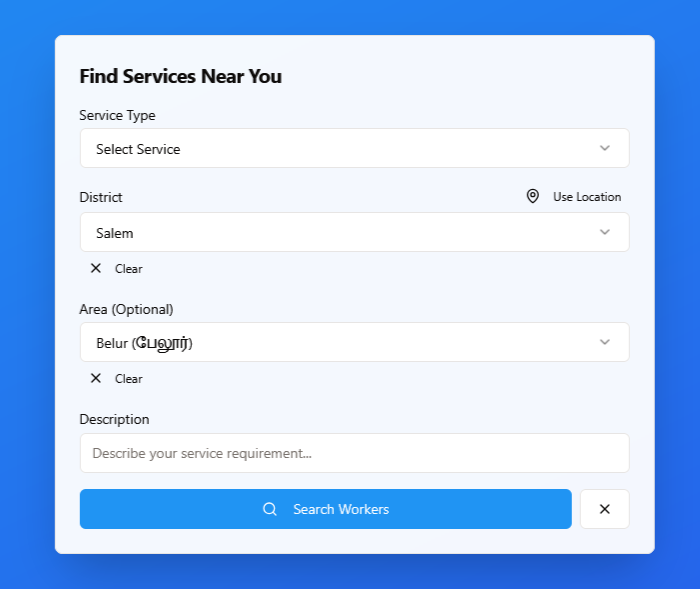 Find Services Near You
Service Type
Select Service
District
Use Location
Salem
Clear
Area (Optional)
Belur (பேலூர்)
Clear
Description
Describe your service requirement...
Search Workers